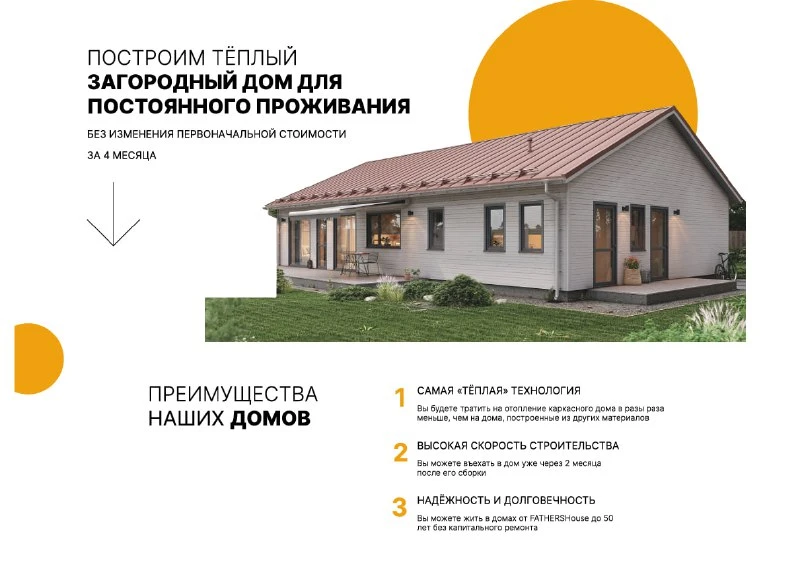 ПОСТРОИМ ТЁПЛЫЙ
ЗАГОРОДНЫЙ ДОМ ДЛЯ
ПОСТОЯННОГО ПРОЖИВАНИЯ
БЕЗ ИЗМЕНЕНИЯ ПЕРВОНАЧАЛЬНОЙ СТОИМОСТИ
ЗА 4 МЕСЯЦА
ПРЕИМУЩЕСТВА
НАШИХ ДОМОВ
1 САМАЯ «ТЁПЛАЯ» ТЕХНОЛОГИЯ
Вы будете тратить на отопление каркасного дома в разы раза
меньше, чем на дома, построенные из других материалов
2 ВЫСОКАЯ СКОРОСТЬ СТРОИТЕЛЬСТВА
Вы можете въехать в дом уже через 2 месяца
после его сборки
3 НАДЁЖНОСТЬ И ДОЛГОВЕЧНОСТЬ
Вы можете жить в домах от FATHERSHouse до 50
лет без капитального ремонта